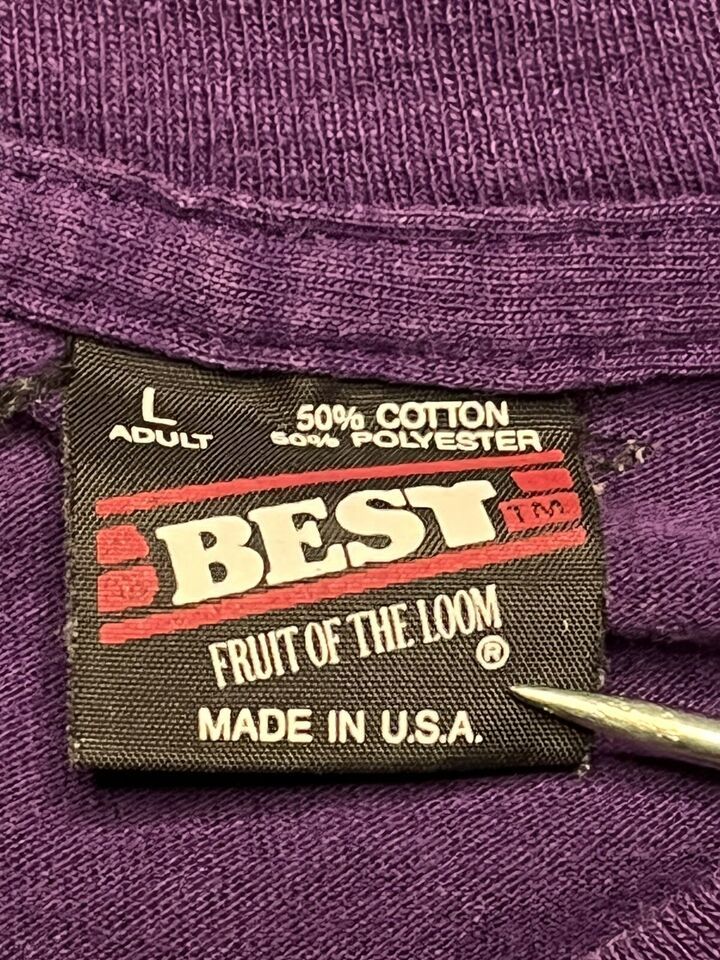 L
ADULT
50% COTTON
50% POLYESTER
BEST TM
FRUIT OF THE LOOM
®
MADE IN U.S.A.